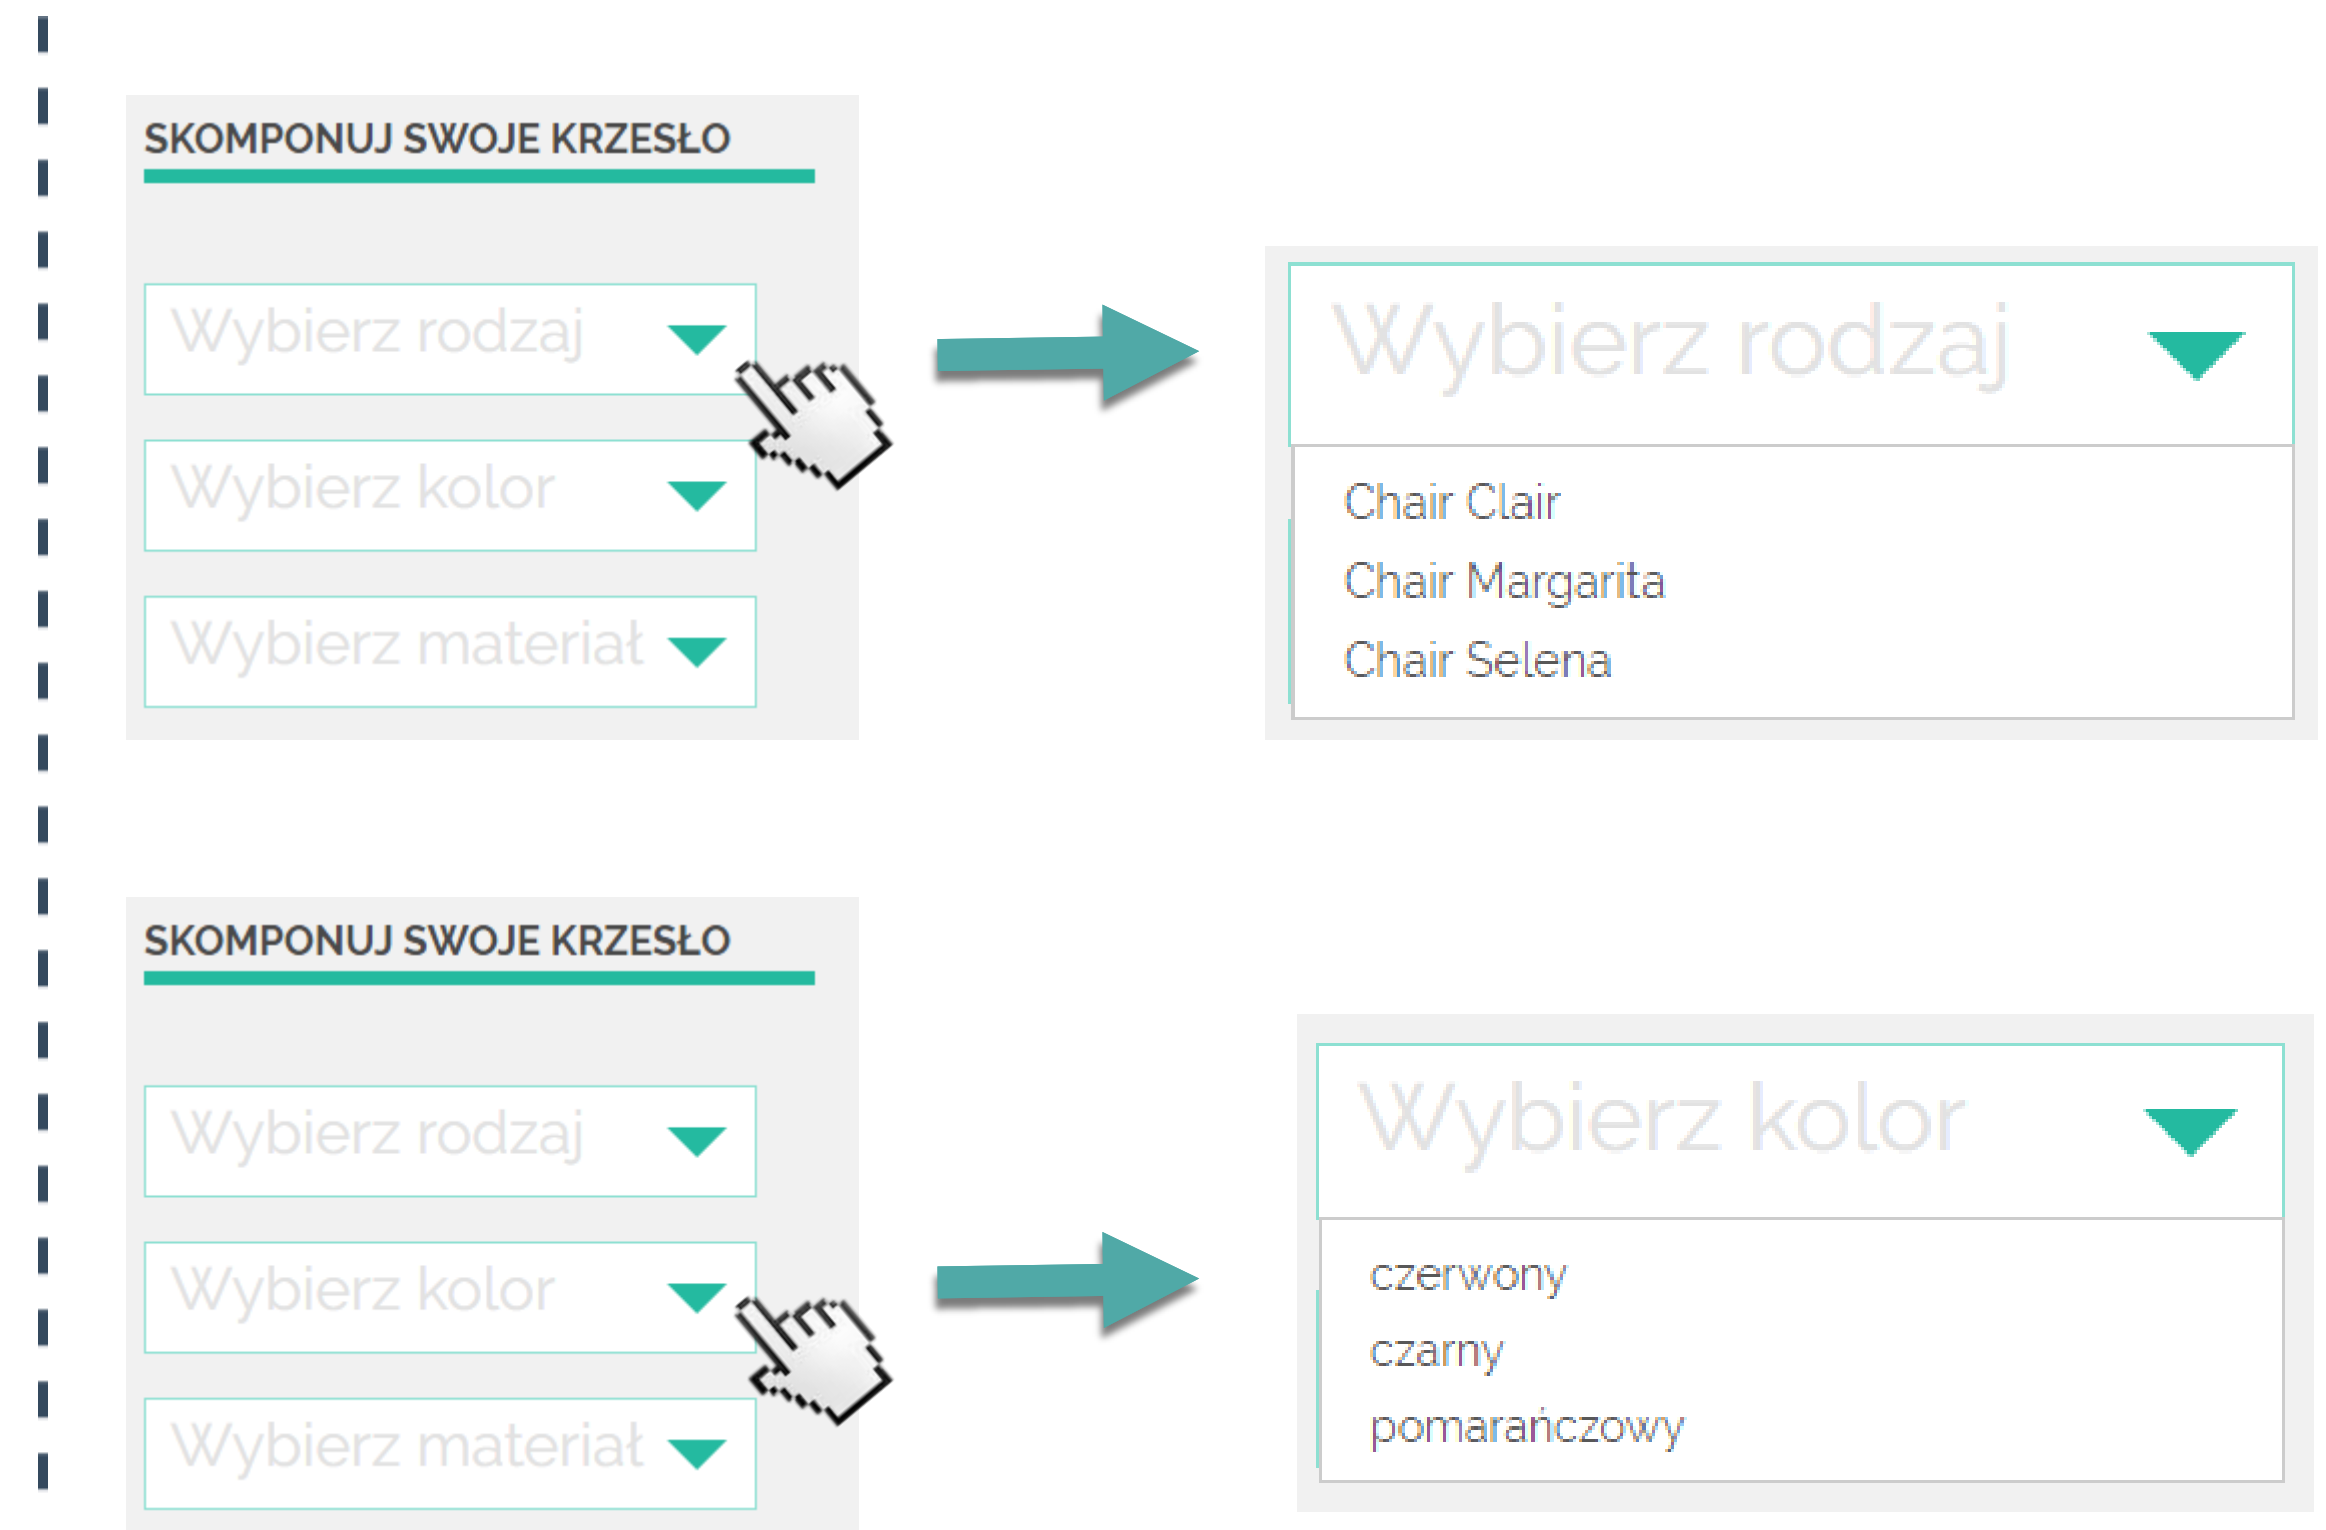 SKOMPONUJ SWOJE KRZESŁO
Wybierz rodzaj
Wybierz kolor
Wybierz materiał
Wybierz rodzaj
Chair Clair
Chair Margarita
Chair Selena
SKOMPONUJ SWOJE KRZESŁO
Wybierz rodzaj
Wybierz kolor
Wybierz materiał
Wybierz kolor
czerwony
czarny
pomarańczowy